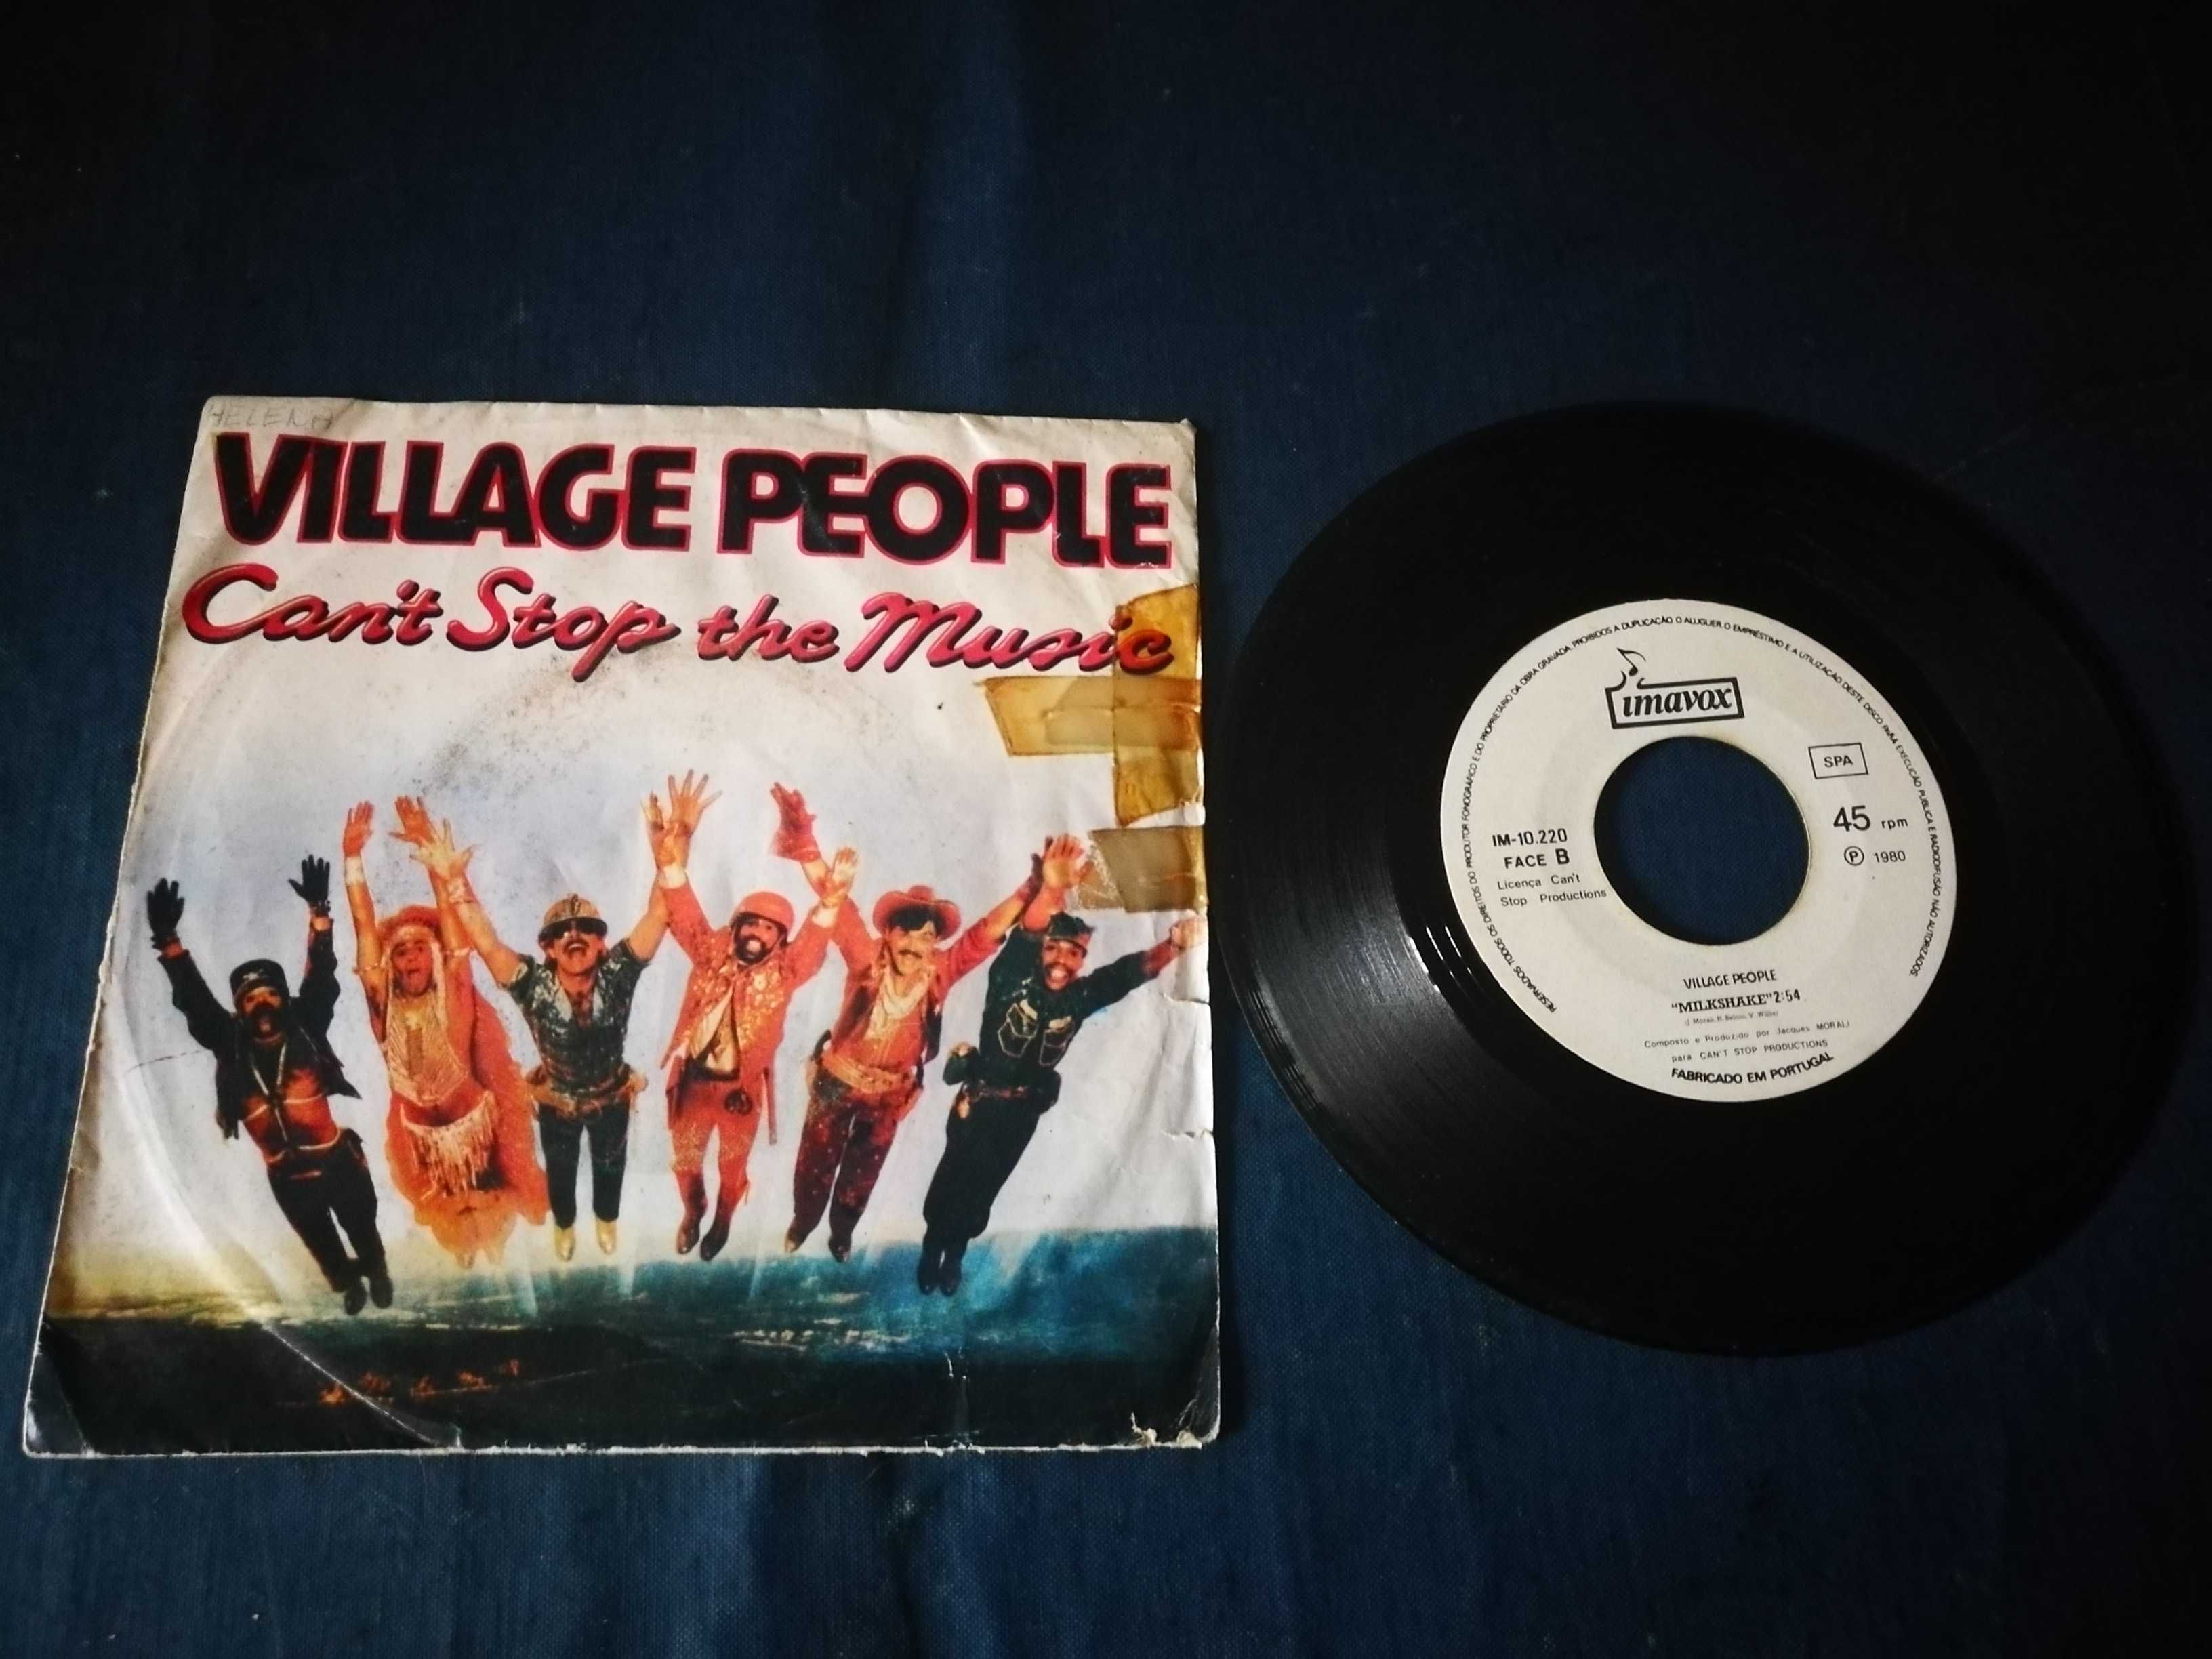 HELENA
VILLAGE PEOPLE
Can't Stop the Music
RESERVADOS TODOS OS DIREITOS DO PRODUTOR FONOGRÁFICO E DO PROPRIETÁRIO DA OBRA GRAVADA. PROIBIDOS A DUPLICAÇÃO O ALUGUER. O EMPRÉSTIMO E A UTILIZAÇÃO DESTE DISCO PARA EXECUÇÃO PÚBLICA E RADIODIFUSÃO NÃO AUTORIZADOS.
imavox
SPA
45 rpm
Ⓟ 1980
IM-10.220
FACE B
Licença Can't
Stop Productions
VILLAGE PEOPLE
"MILKSHAKE" 2:54
Composto e Produzido por Jacques MORALI
para CAN'T STOP PRODUCTIONS
FABRICADO EM PORTUGAL